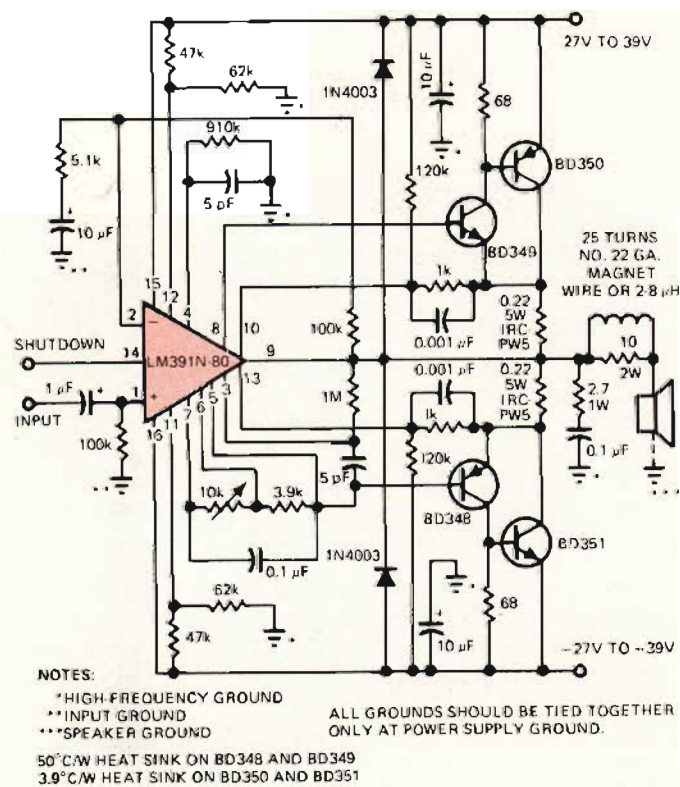 27V TO 39V
47k
62k
10 µF
68
1N4003
910k
5.1k
5 pF
120k
BD350
10 µF
BD349
25 TURNS
NO. 22 GA.
MAGNET
WIRE OR 2-8 µH
15
12
4
2
8
10
1k
0.22
5W
IRC
PW5
100k
0.001 µF
SHUTDOWN
14
LM391N-80
9
13
10
2W
1 µF
1
INPUT
3
5
6
7
16
11
1M
0.001 µF
1k
0.22
5W
IRC
PW5
2.7
1W
0.1 µF
100k
5 pF
120k
10k
3.9k
BD348
BD351
0.1 µF
1N4003
62k
68
47k
10 µF
-27V TO -39V
NOTES:
*HIGH-FREQUENCY GROUND
**INPUT GROUND
***SPEAKER GROUND
ALL GROUNDS SHOULD BE TIED TOGETHER
ONLY AT POWER SUPPLY GROUND.
50°C/W HEAT SINK ON BD348 AND BD349
3.9°C/W HEAT SINK ON BD350 AND BD351